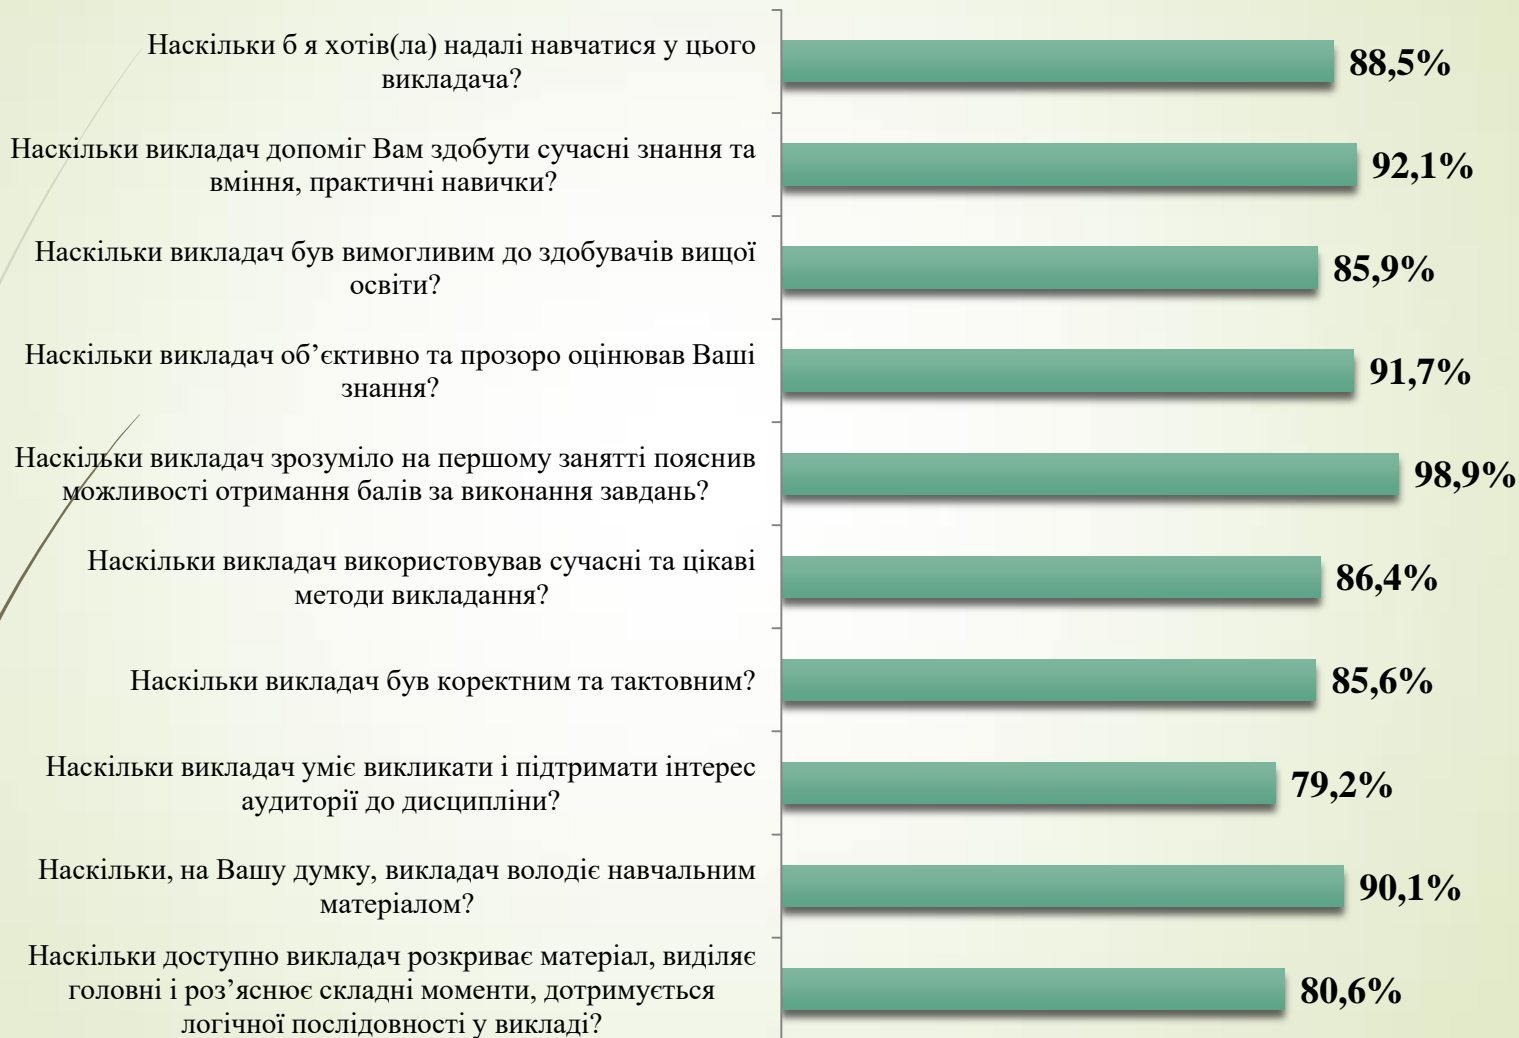 Наскільки б я хотів(ла) надалі навчатися у цього
викладача?
88,5%
Наскільки викладач допоміг Вам здобути сучасні знання та
вміння, практичні навички?
92,1%
Наскільки викладач був вимогливим до здобувачів вищої
освіти?
85,9%
Наскільки викладач об’єктивно та прозоро оцінював Ваші
знання?
91,7%
Наскільки викладач зрозуміло на першому занятті пояснив
можливості отримання балів за виконання завдань?
98,9%
Наскільки викладач використовував сучасні та цікаві
методи викладання?
86,4%
Наскільки викладач був коректним та тактовним?
85,6%
Наскільки викладач уміє викликати і підтримати інтерес
аудиторії до дисципліни?
79,2%
Наскільки, на Вашу думку, викладач володіє навчальним
матеріалом?
90,1%
Наскільки доступно викладач розкриває матеріал, виділяє
головні і роз’яснює складні моменти, дотримується
логічної послідовності у викладі?
80,6%